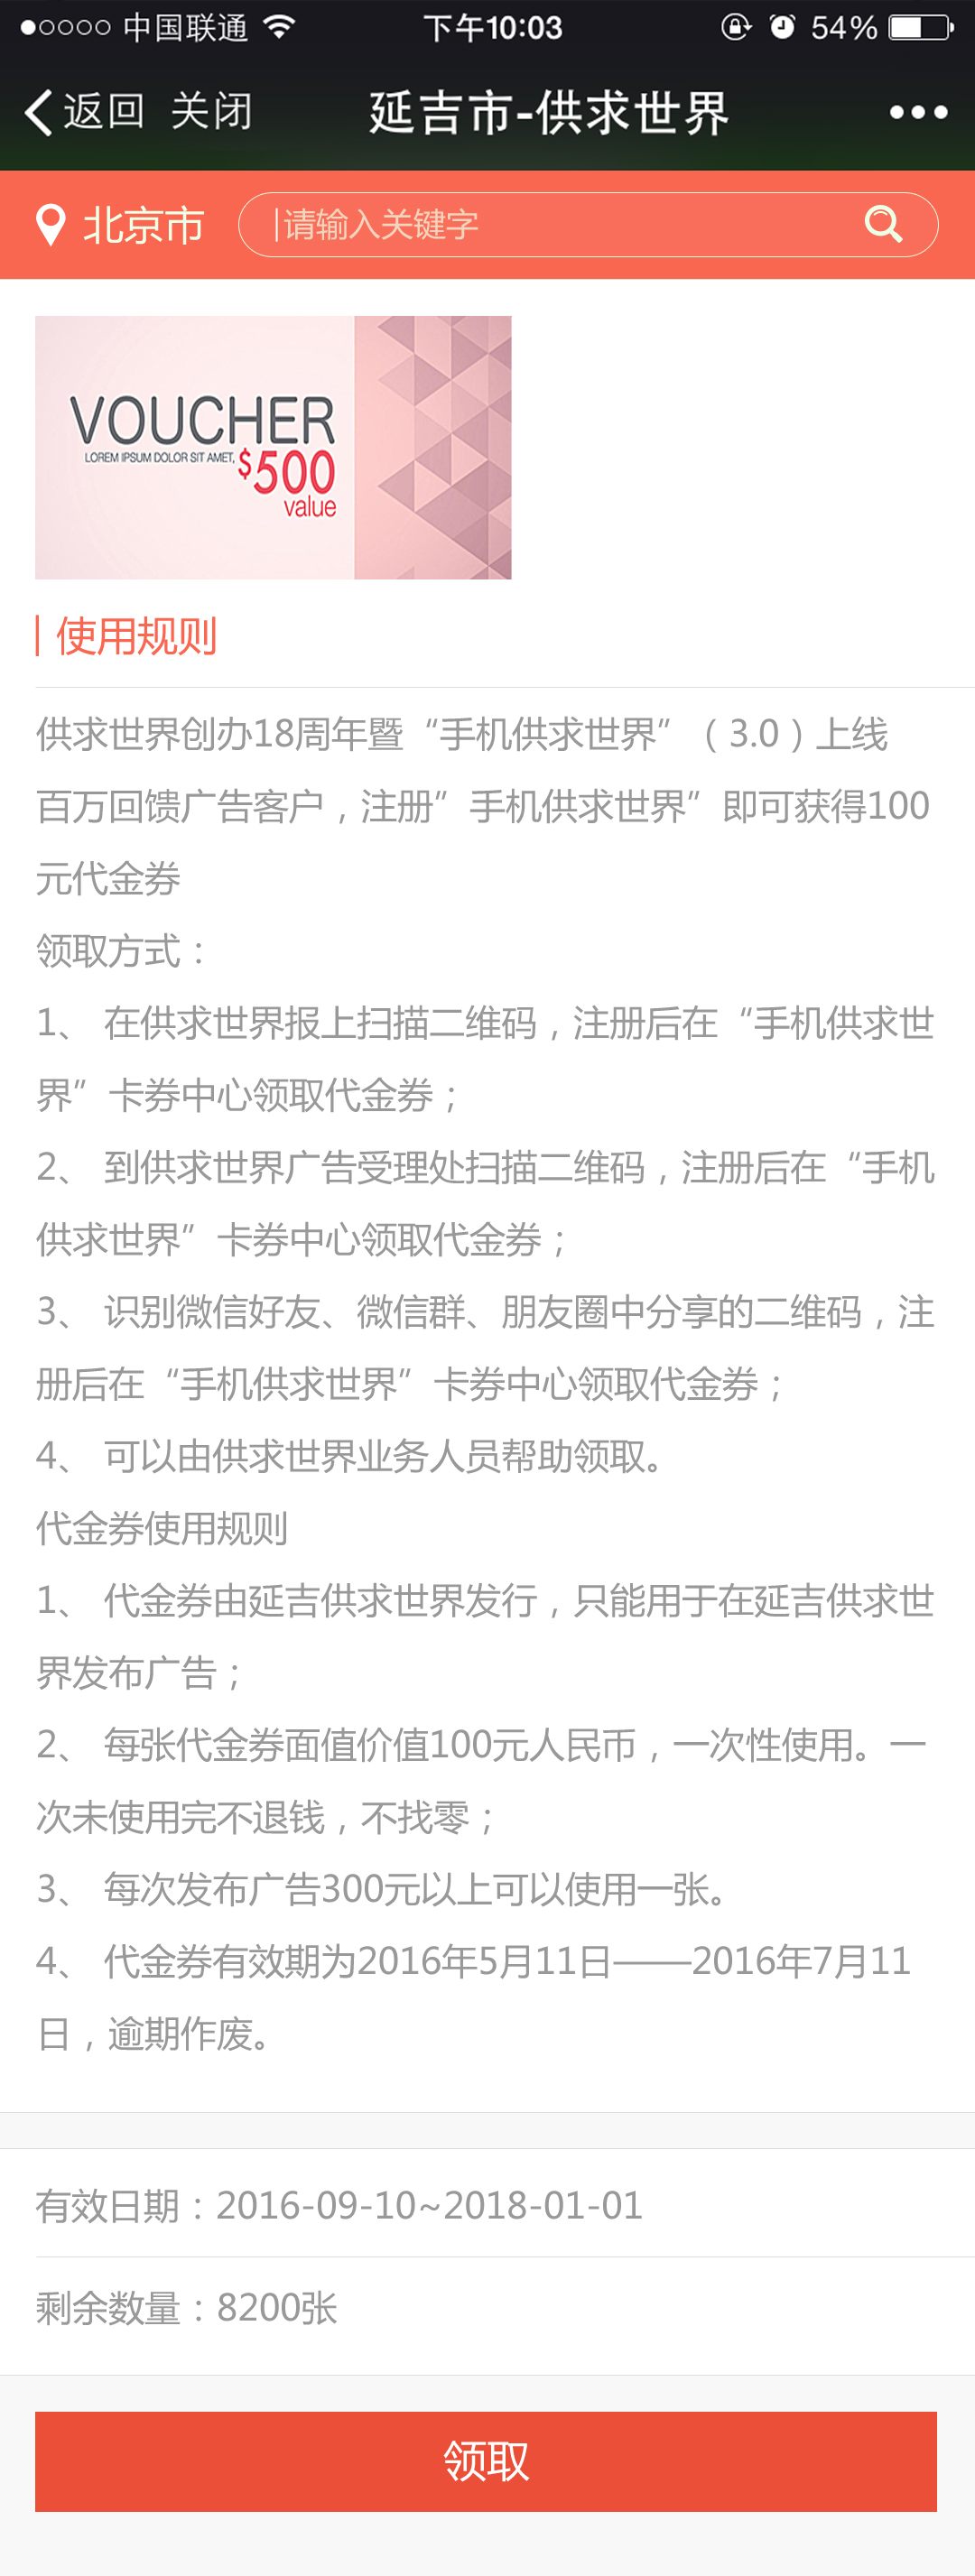 中国联通 下午10:03 54%
返回 关闭 延吉市-供求世界
北京市 请输入关键字
VOUCHER
LOREM IPSUM DOLOR SIT AMET, $500
value
使用规则
供求世界创办18周年暨“手机供求世界”（3.0）上线
百万回馈广告客户，注册”手机供求世界”即可获得100
元代金券
领取方式：
1、 在供求世界报上扫描二维码，注册后在“手机供求世
界”卡券中心领取代金券；
2、 到供求世界广告受理处扫描二维码，注册后在“手机
供求世界”卡券中心领取代金券；
3、 识别微信好友、微信群、朋友圈中分享的二维码，注
册后在“手机供求世界”卡券中心领取代金券；
4、 可以由供求世界业务人员帮助领取。
代金券使用规则
1、 代金券由延吉供求世界发行，只能用于在延吉供求世
界发布广告；
2、 每张代金券面值价值100元人民币，一次性使用。一
次未使用完不退钱，不找零；
3、 每次发布广告300元以上可以使用一张。
4、 代金券有效期为2016年5月11日——2016年7月11
日，逾期作废。
有效日期：2016-09-10~2018-01-01
剩余数量：8200张
领取